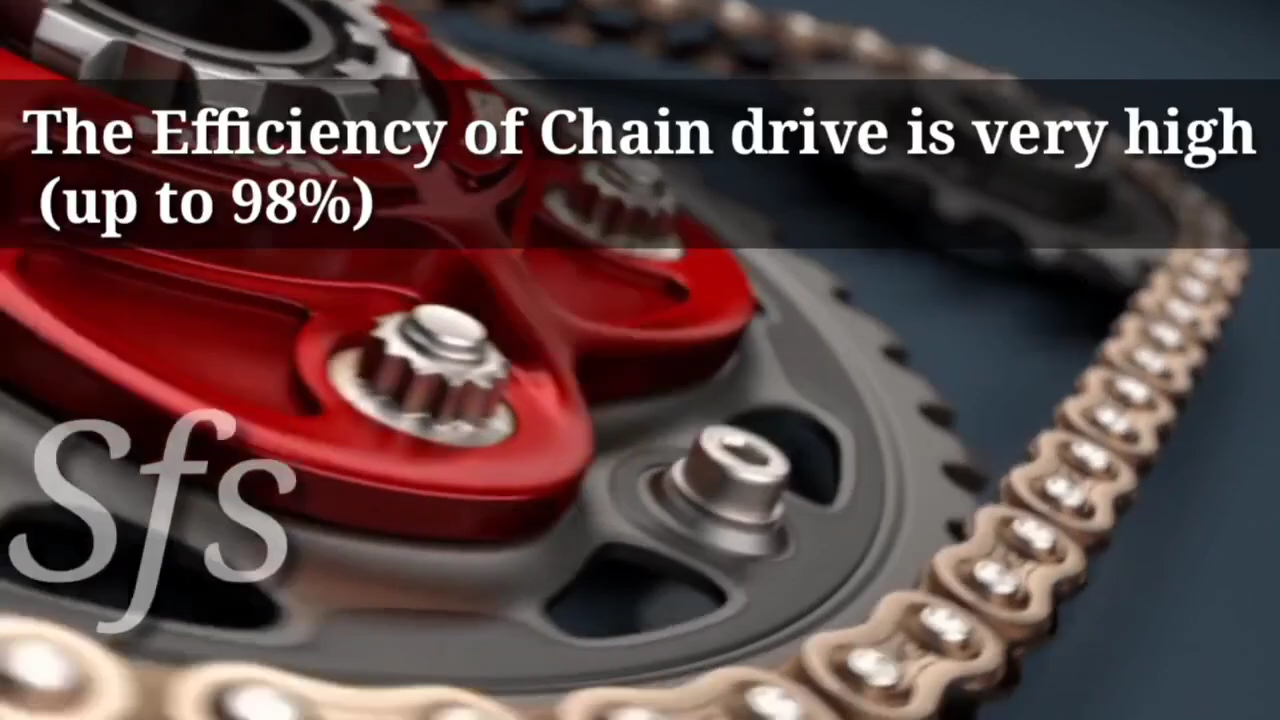 The Efficiency of Chain drive is very high
(up to 98%)
Sfs